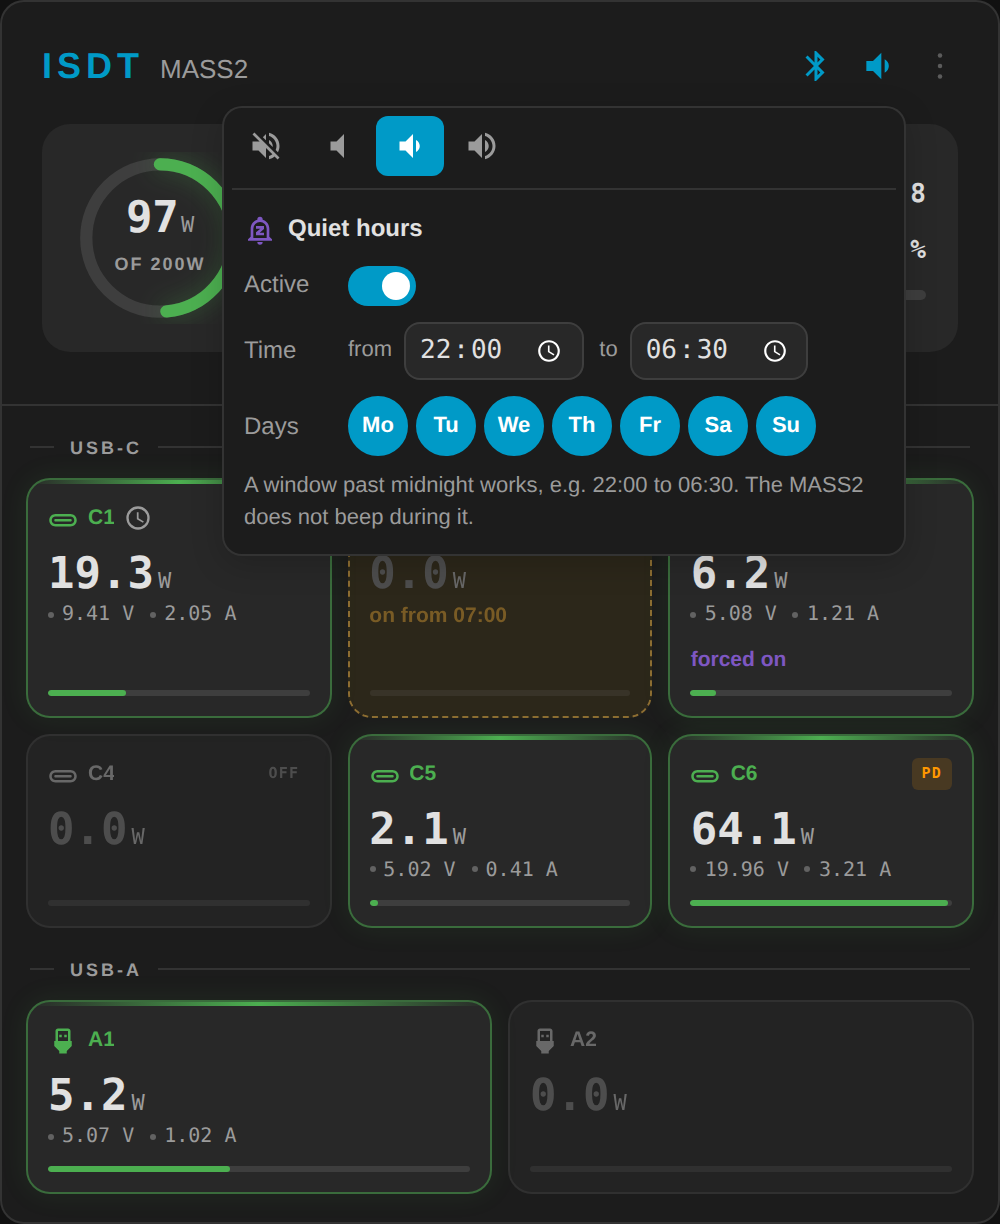 ISDT MASS2
97W
OF 200W
8
%
Quiet hours
Active
Time from 22:00 to 06:30
Days Mo Tu We Th Fr Sa Su
A window past midnight works, e.g. 22:00 to 06:30. The MASS2
does not beep during it.
USB-C
C1
19.3W
9.41 V 2.05 A
0.0W
on from 07:00
6.2W
5.08 V 1.21 A
forced on
C4 OFF
0.0W
C5
2.1W
5.02 V 0.41 A
C6 PD
64.1W
19.96 V 3.21 A
USB-A
A1
5.2W
5.07 V 1.02 A
A2
0.0W